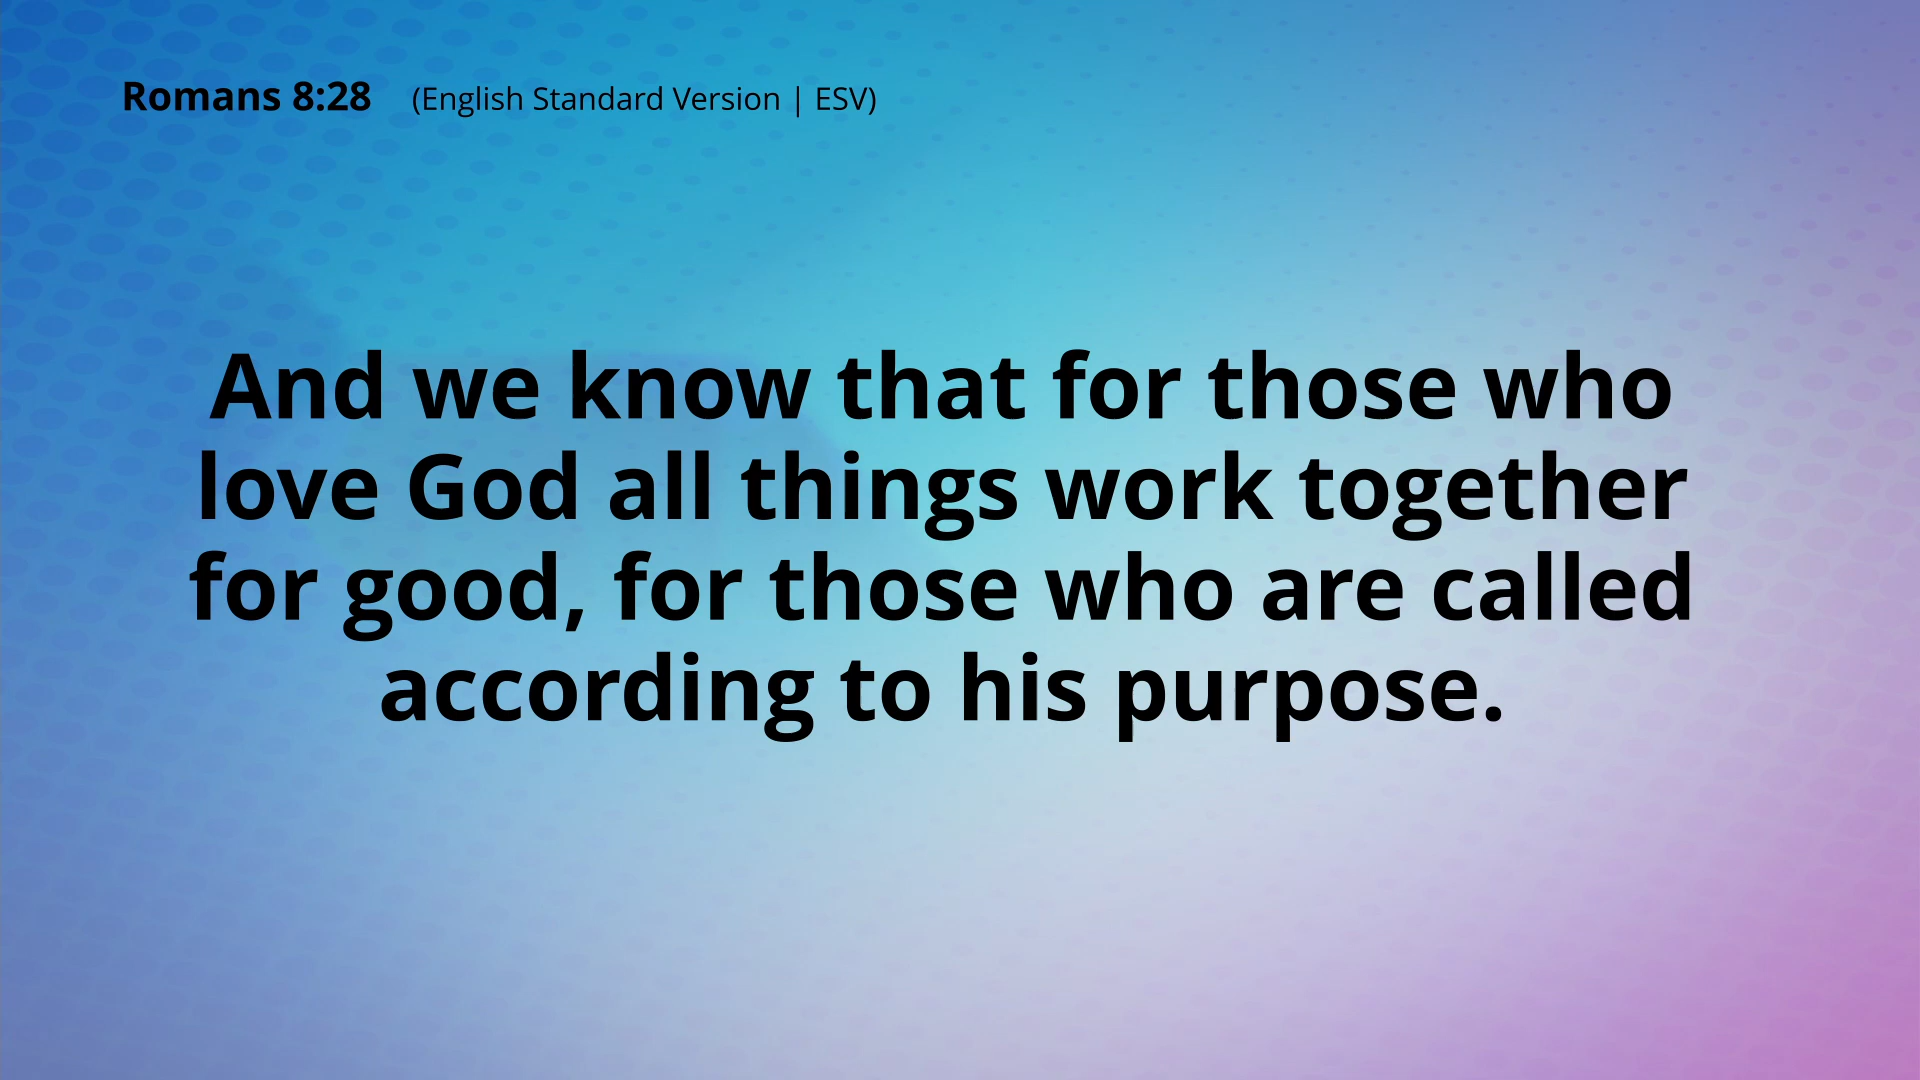 Romans 8:28 (English Standard Version | ESV)
And we know that for those who
love God all things work together
for good, for those who are called
according to his purpose.